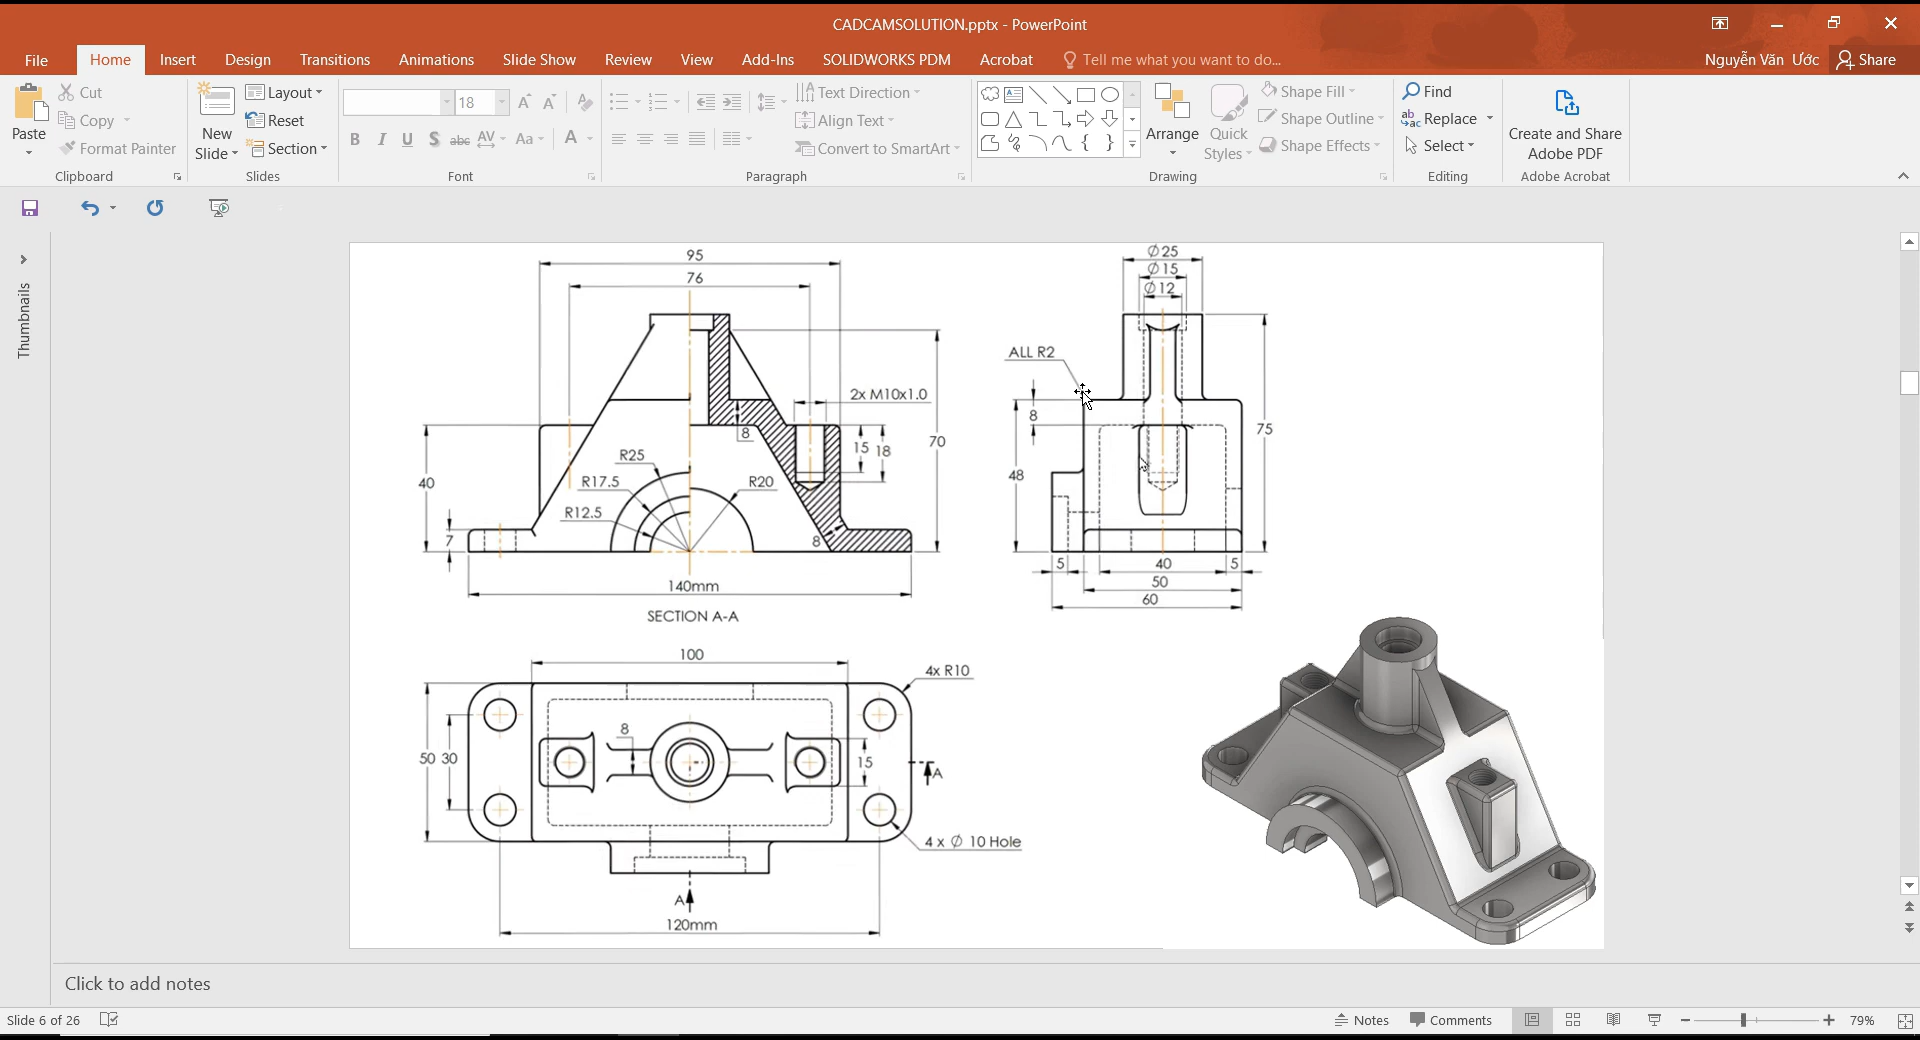 CADCAMSOLUTION.pptx - PowerPoint
File Home Insert Design Transitions Animations Slide Show Review View Add-Ins SOLIDWORKS PDM Acrobat Tell me what you want to do... Nguyễn Văn Ước Share
Paste
Cut
Copy
Format Painter
Clipboard
New Slide
Layout
Reset
Section
Slides
18
B I U S abc AV Aa A
Font
Text Direction
Align Text
Convert to SmartArt
Paragraph
Arrange
Quick Styles
Shape Fill
Shape Outline
Shape Effects
Drawing
Find
Replace
Select
Editing
Create and Share Adobe PDF
Adobe Acrobat
Thumbnails
95
76
2x M10x1.0
8
15 18
70
40
R25
R17.5
R20
R12.5
7
8
140mm
SECTION A-A
Ø25
Ø15
Ø12
ALL R2
8
75
48
5 40 5
50
60
100
4x R10
8
50 30
15
A
4 x Ø 10 Hole
A
120mm
Click to add notes
Slide 6 of 26
Notes Comments 79%